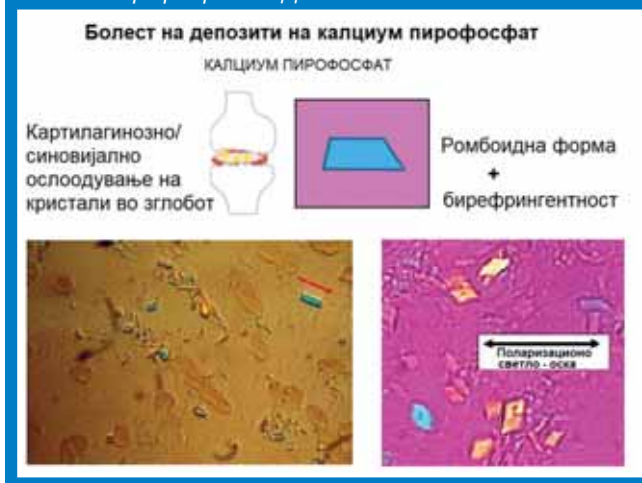 Болест на депозити на калциум пирофосфат
КАЛЦИУМ ПИРОФОСФАТ
Картилагинозно/
синовијално
ослоодување на
кристали во зглобот
Ромбоидна форма
+
бирефрингентност
Поларизационо
светло - оска